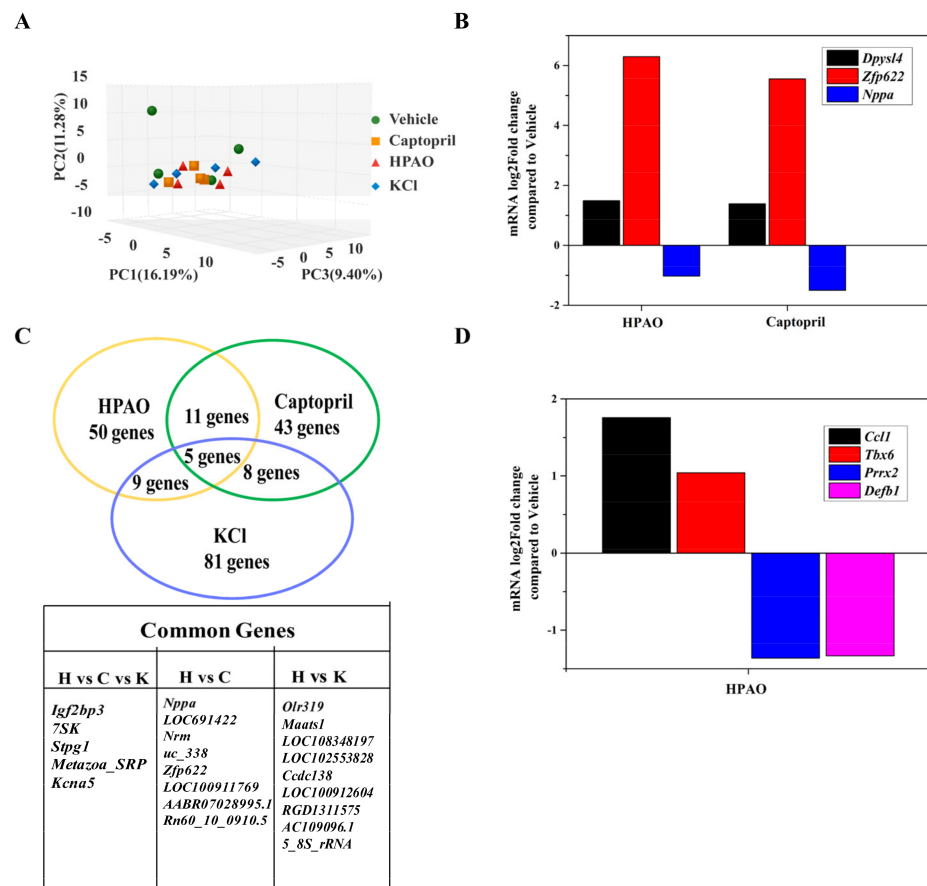 A
15
10
5
0
-5
-10
PC2(11.28%)
-5
0
5
10
PC1(16.19%)
-5
0
5
10
PC3(9.40%)
Vehicle
Captopril
HPAO
KCl
B
mRNA log2Fold change
compared to Vehicle
6
4
2
0
-2
HPAO
Captopril
Dpysl4
Zfp622
Nppa
C
HPAO
50 genes
11 genes
Captopril
43 genes
5 genes
9 genes
8 genes
KCl
81 genes
Common Genes
H vs C vs K
Igf2bp3
7SK
Stpg1
Metazoa_SRP
Kcna5
H vs C
Nppa
LOC691422
Nrm
uc_338
Zfp622
LOC100911769
AABR07028995.1
Rn60_10_0910.5
H vs K
Olr319
Maats1
LOC108348197
LOC102553828
Ccdc138
LOC100912604
RGD1311575
AC109096.1
5_8S_rRNA
D
mRNA log2Fold change
compared to Vehicle
2
1
0
-1
HPAO
Ccl1
Tbx6
Prrx2
Defb1